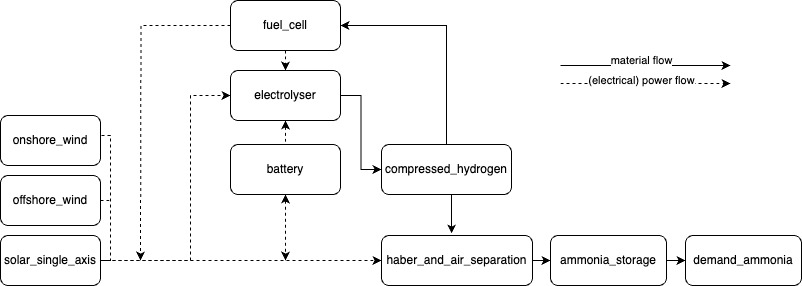 fuel_cell
material flow
(electrical) power flow
electrolyser
onshore_wind
battery
compressed_hydrogen
offshore_wind
solar_single_axis
haber_and_air_separation
ammonia_storage
demand_ammonia